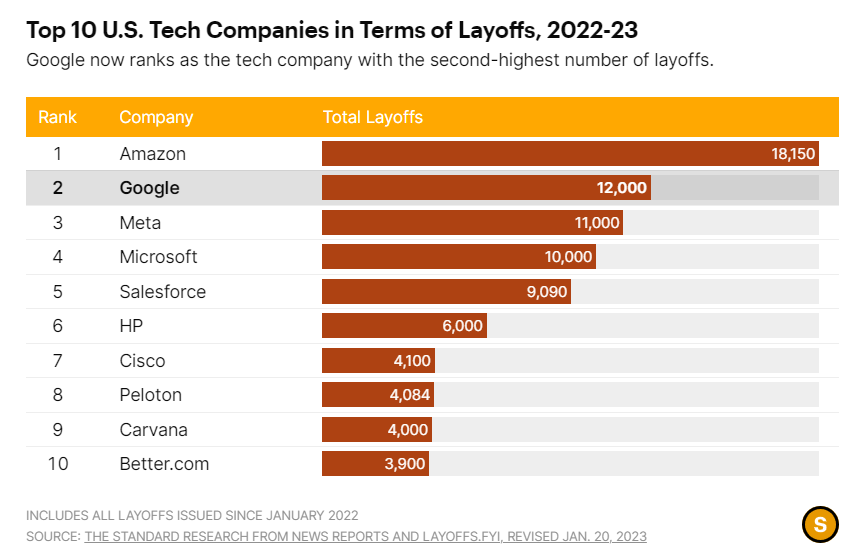 Top 10 U.S. Tech Companies in Terms of Layoffs, 2022-23
Google now ranks as the tech company with the second-highest number of layoffs.
Rank Company Total Layoffs
1 Amazon 18,150
2 Google 12,000
3 Meta 11,000
4 Microsoft 10,000
5 Salesforce 9,090
6 HP 6,000
7 Cisco 4,100
8 Peloton 4,084
9 Carvana 4,000
10 Better.com 3,900
INCLUDES ALL LAYOFFS ISSUED SINCE JANUARY 2022
SOURCE: THE STANDARD RESEARCH FROM NEWS REPORTS AND LAYOFFS.FYI, REVISED JAN. 20, 2023
S